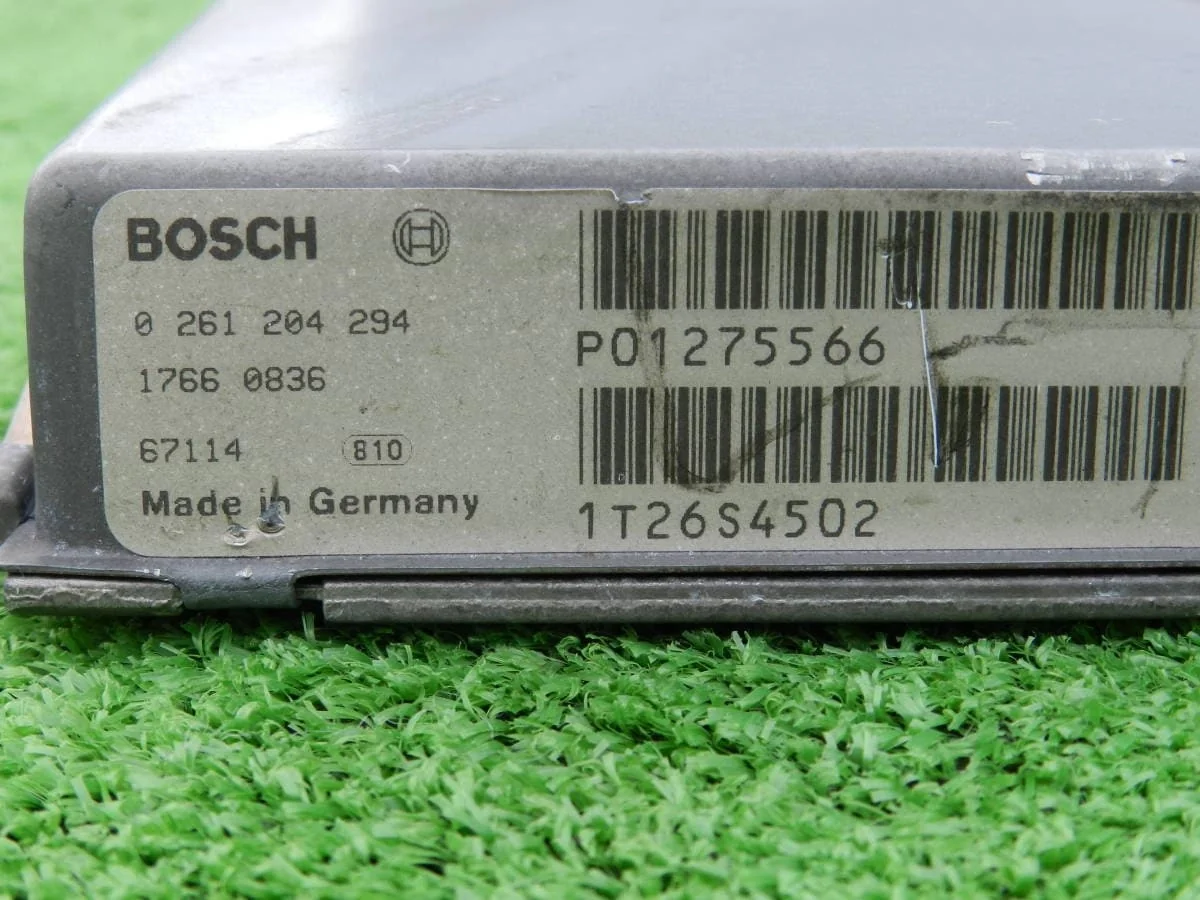 BOSCH
0 261 204 294
1766 0836
67114 810
Made in Germany
P01275566
1T26S4502